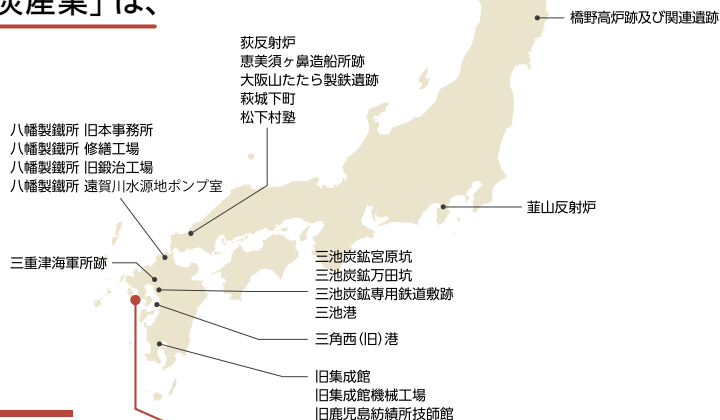 炭産業」は、
橋野高炉跡及び関連遺跡
荻反射炉
恵美須ヶ鼻造船所跡
大阪山たたら製鉄遺跡
萩城下町
松下村塾
八幡製鐵所 旧本事務所
八幡製鐵所 修繕工場
八幡製鐵所 旧鍛冶工場
八幡製鐵所 遠賀川水源地ポンプ室
韮山反射炉
三重津海軍所跡
三池炭鉱宮原坑
三池炭鉱万田坑
三池炭鉱専用鉄道敷跡
三池港
三角西(旧)港
旧集成館
旧集成館機械工場
旧鹿児島紡績所技師館